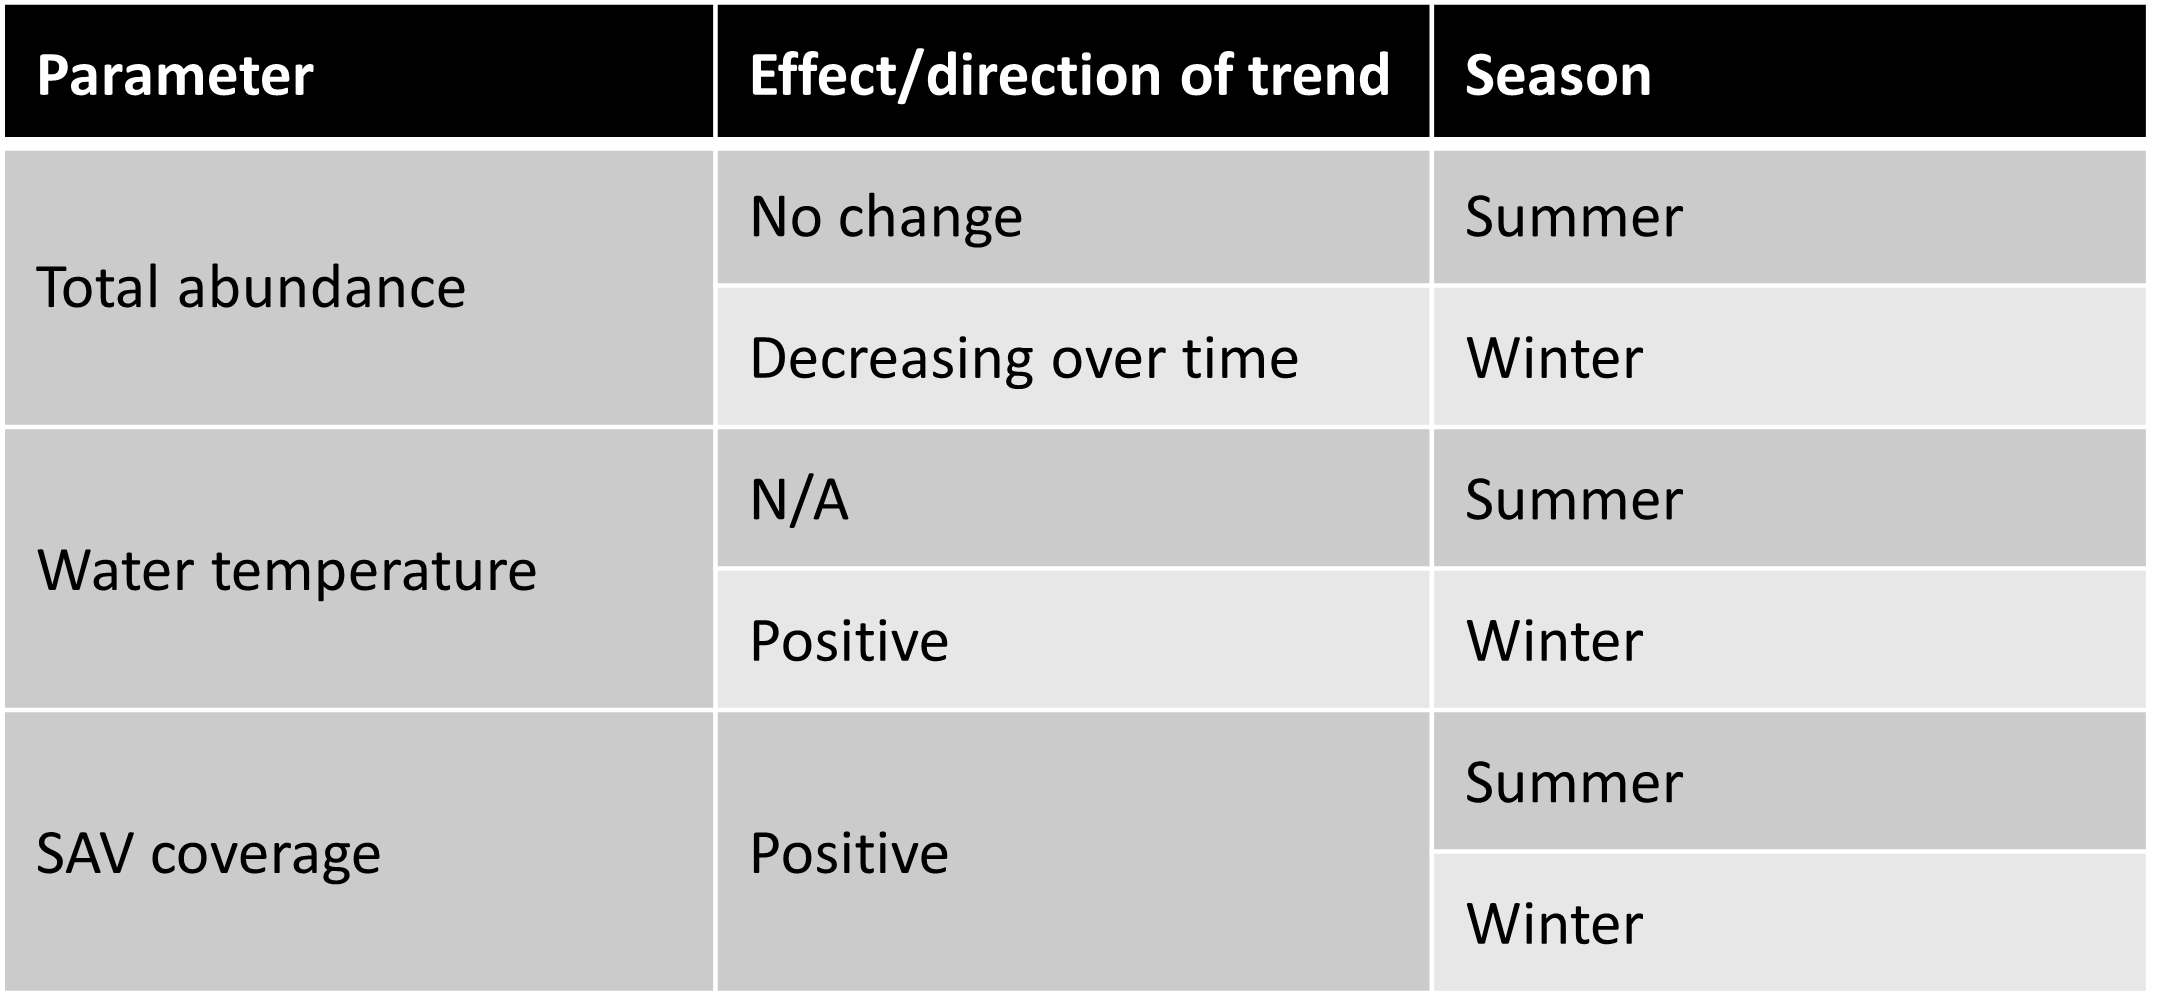 Parameter Effect/direction of trend Season
Total abundance
No change Summer
Decreasing over time Winter
Water temperature
N/A Summer
Positive Winter
SAV coverage
Positive
Summer
Winter